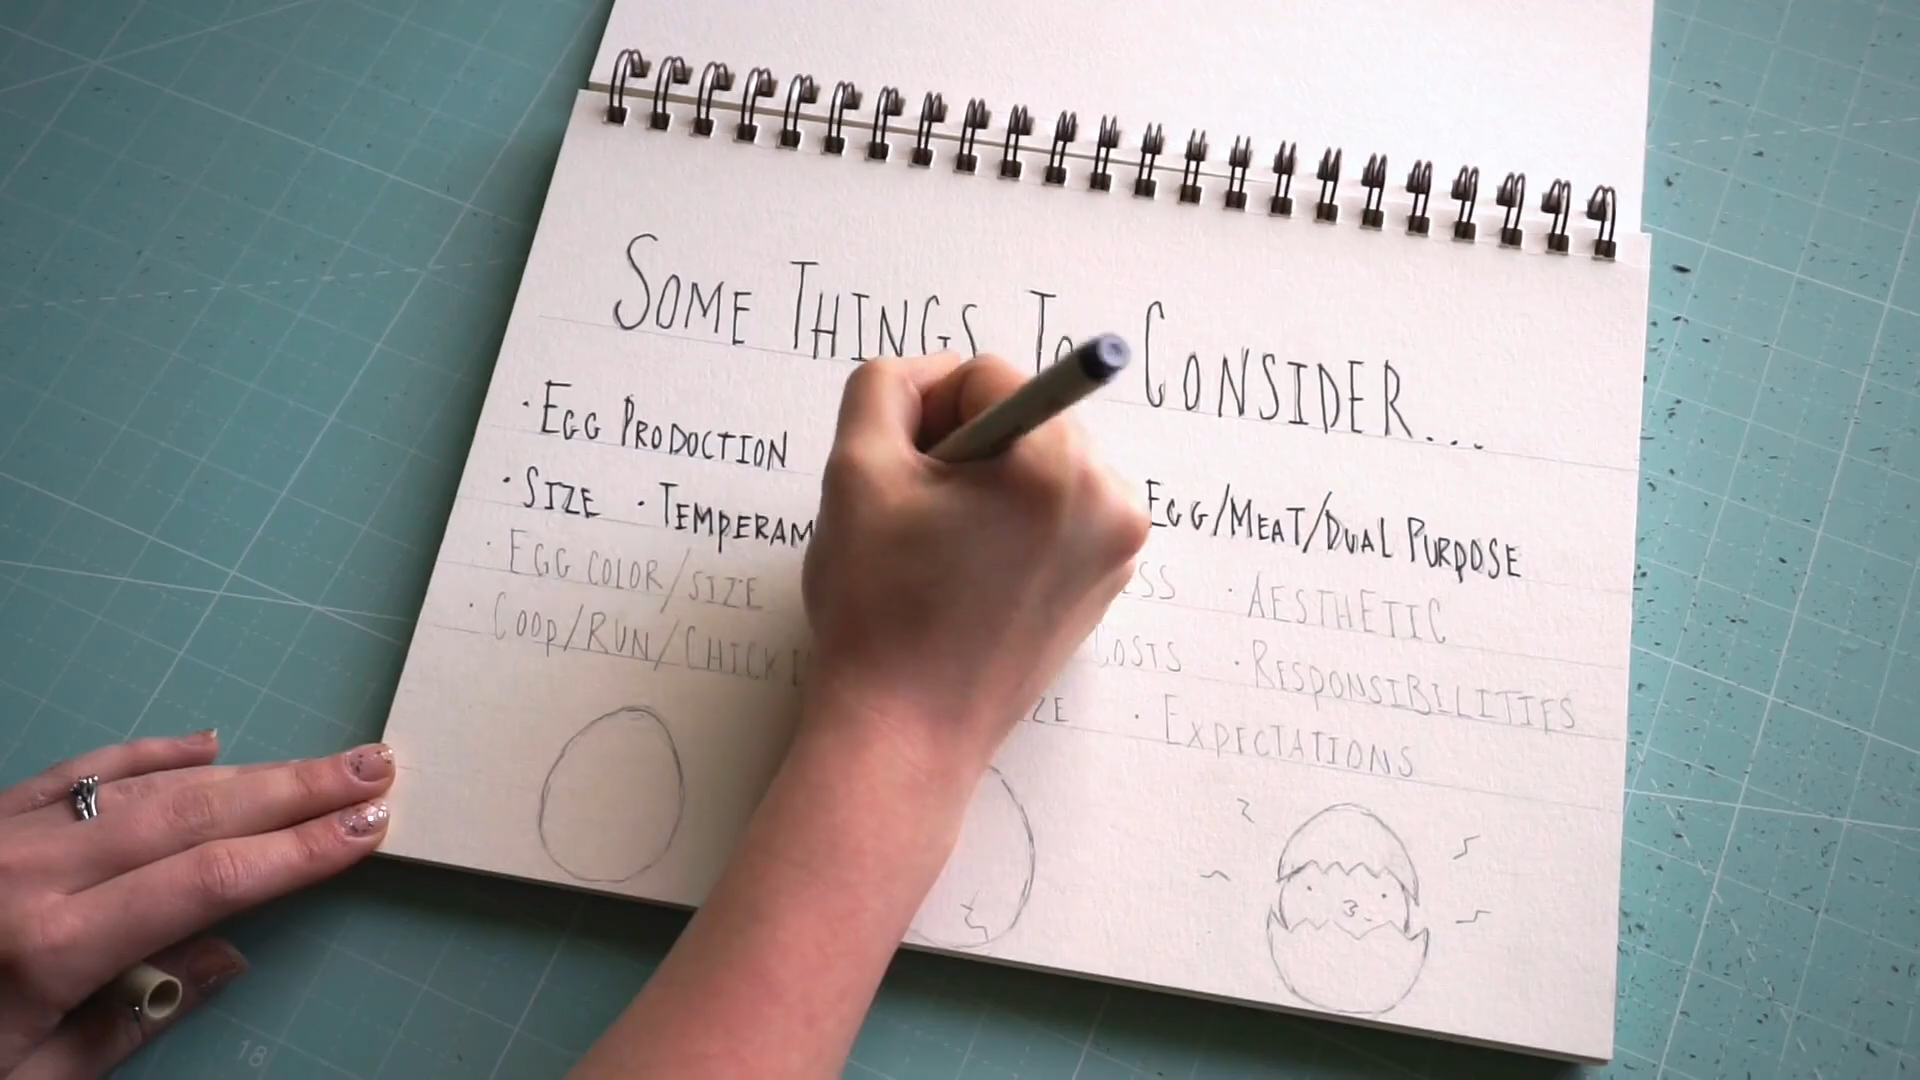 SOME THINGS TO CONSIDER...
· EGG PRODUCTION
· SIZE · TEMPERAM EGG/MEAT/DUAL PURPOSE
· EGG COLOR/SIZE · AESTHETIC
· COOP/RUN/CHICK COSTS · RESPONSIBILITIES
· EXPECTATIONS
18